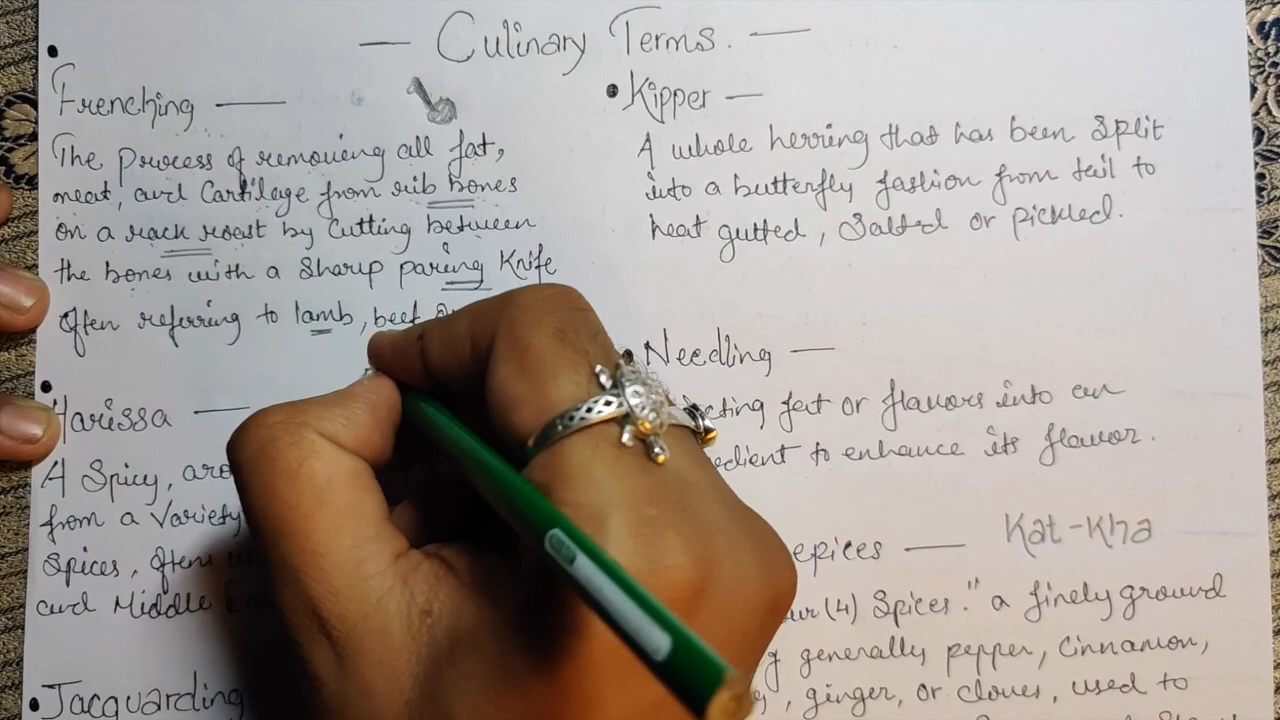 — Culinary Terms. —
• Frenching —
The process of removing all fat,
meat, and Cartilage from rib bones
on a rack roast by Cutting between
the bones with a Sharp paring Knife
Often referring to lamb, beef
• Harissa —
A Spicy,
from a Variety
Spices, Often
and Middle
• Jacquarding
• Kipper —
A whole herring that has been Split
into a butterfly fashion from tail to
heat gutted, Salted or pickled.
• Needling —
fat or flavors into an
to enhance its flavor.
epices — Kat-Kha
(4) Spices." a finely ground
generally pepper, Cinnamon,
, ginger, or cloves, used to